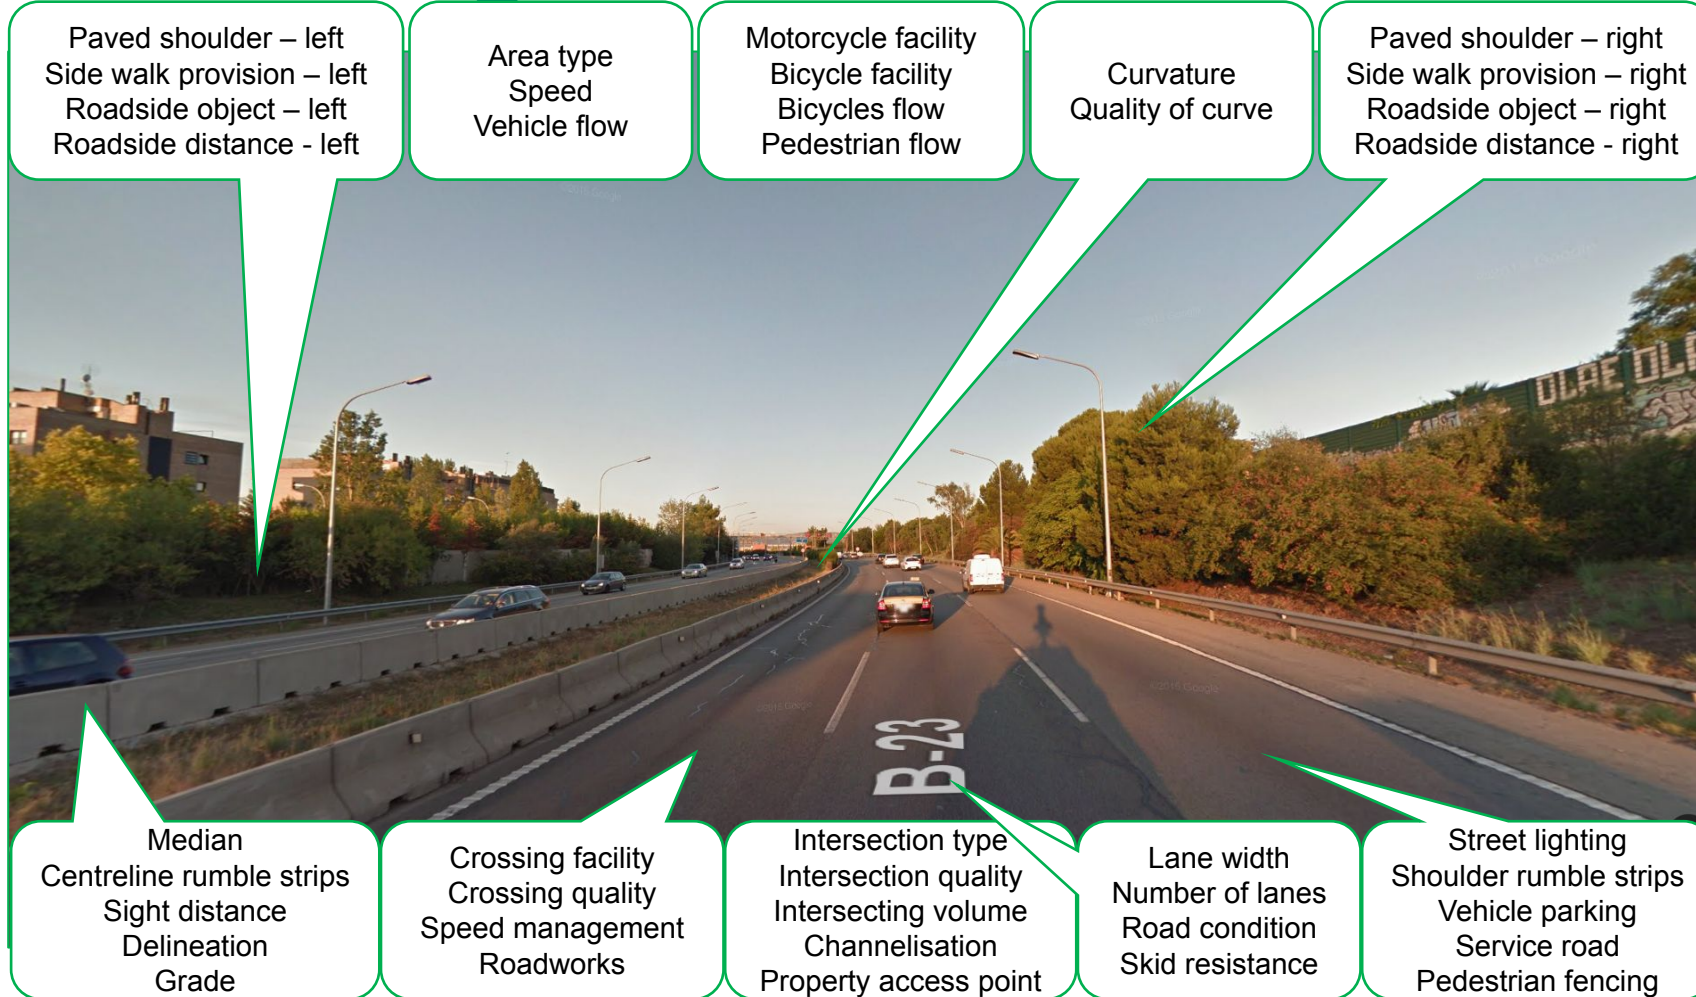 Paved shoulder – left
Side walk provision – left
Roadside object – left
Roadside distance - left
Area type
Speed
Vehicle flow
Motorcycle facility
Bicycle facility
Bicycles flow
Pedestrian flow
Curvature
Quality of curve
Paved shoulder – right
Side walk provision – right
Roadside object – right
Roadside distance - right
B-23
Median
Centreline rumble strips
Sight distance
Delineation
Grade
Crossing facility
Crossing quality
Speed management
Roadworks
Intersection type
Intersection quality
Intersecting volume
Channelisation
Property access point
Lane width
Number of lanes
Road condition
Skid resistance
Street lighting
Shoulder rumble strips
Vehicle parking
Service road
Pedestrian fencing